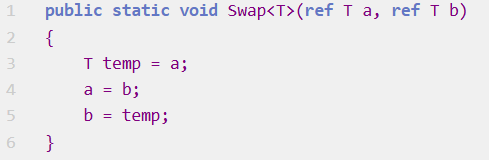 1 public static void Swap<T>(ref T a, ref T b)
2 {
3     T temp = a;
4     a = b;
5     b = temp;
6 }